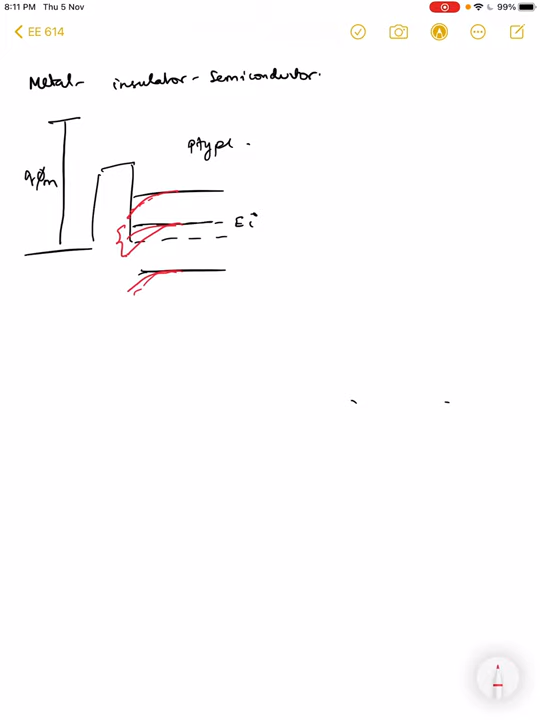 8:11 PM Thu 5 Nov 99%
EE 614
Metal- insulator - Semiconductor.
ptype.
qϕm
Ei